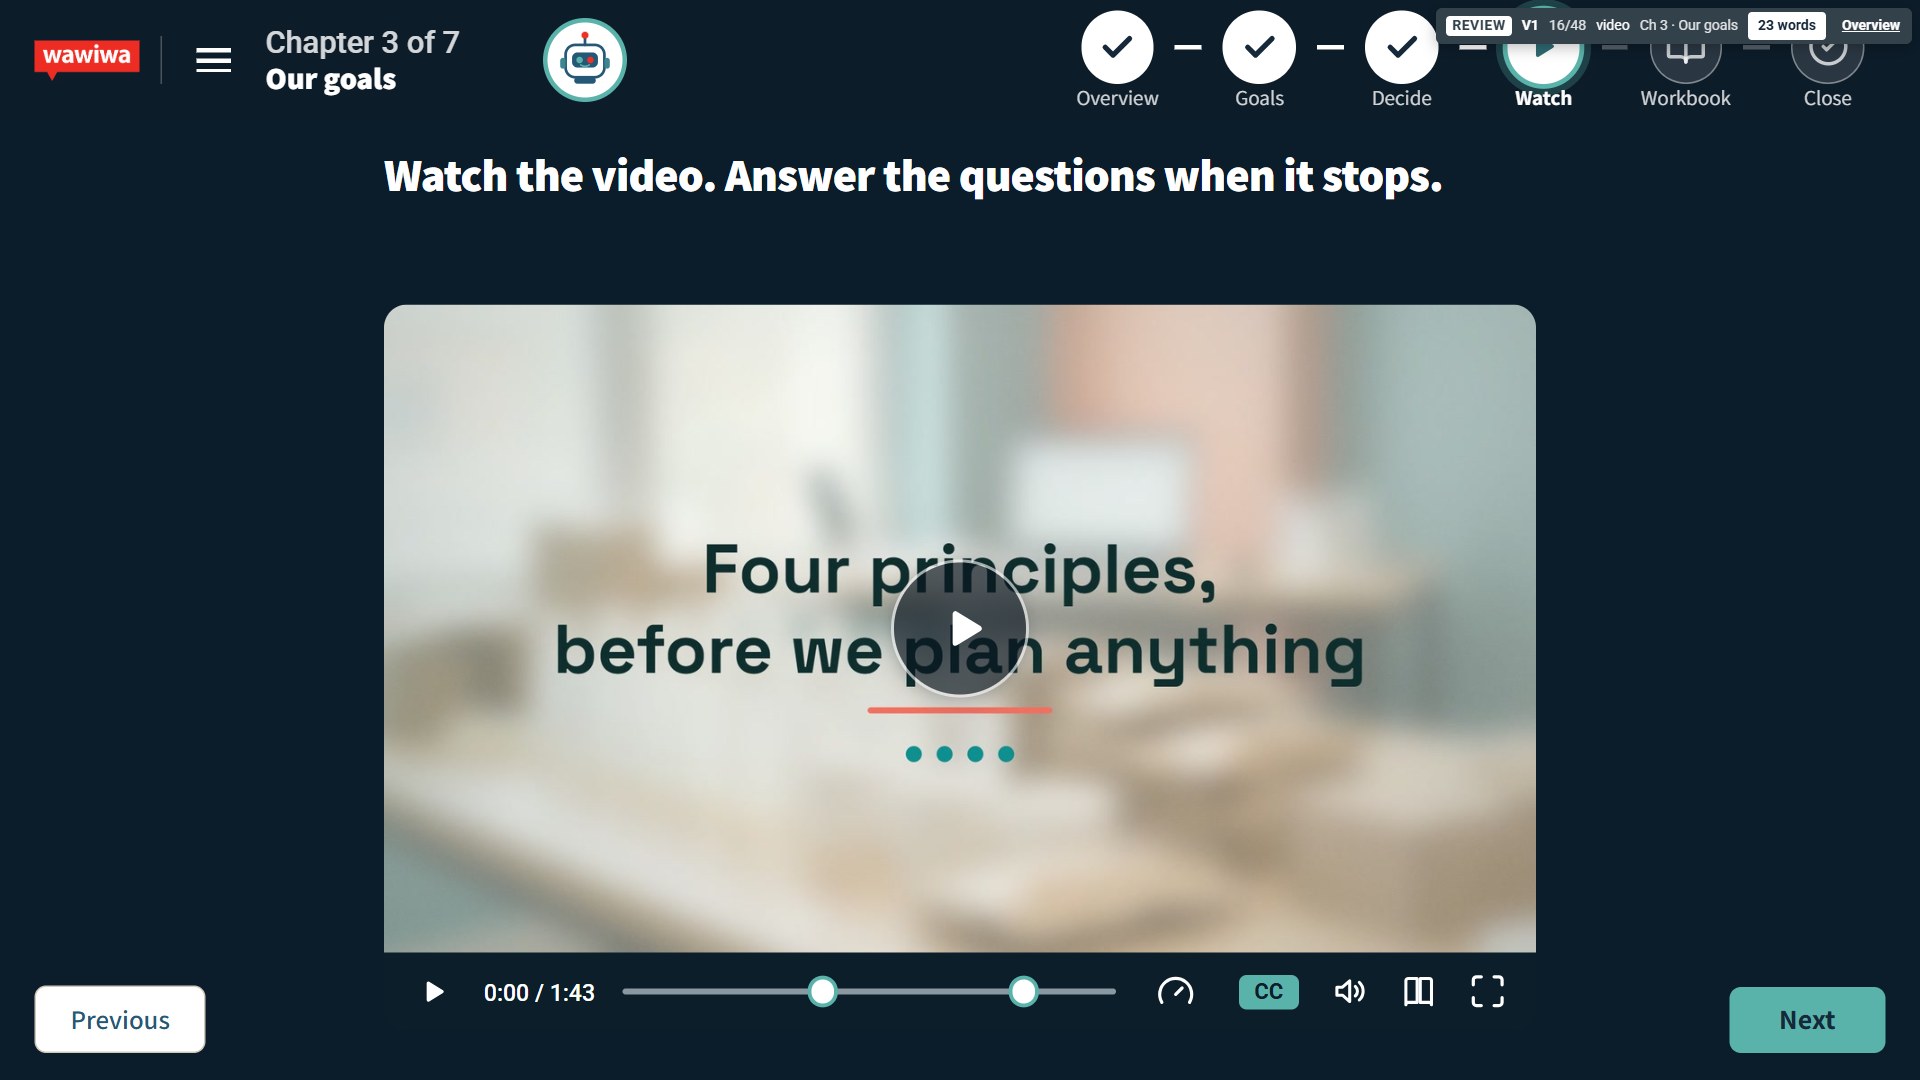 wawiwa
Chapter 3 of 7
Our goals
Overview
Goals
Decide
Watch
Workbook
Close
REVIEW V1 16/48 video Ch 3 · Our goals 23 words Overview
Watch the video. Answer the questions when it stops.
Four principles,
before we plan anything
0:00 / 1:43
CC
Previous
Next